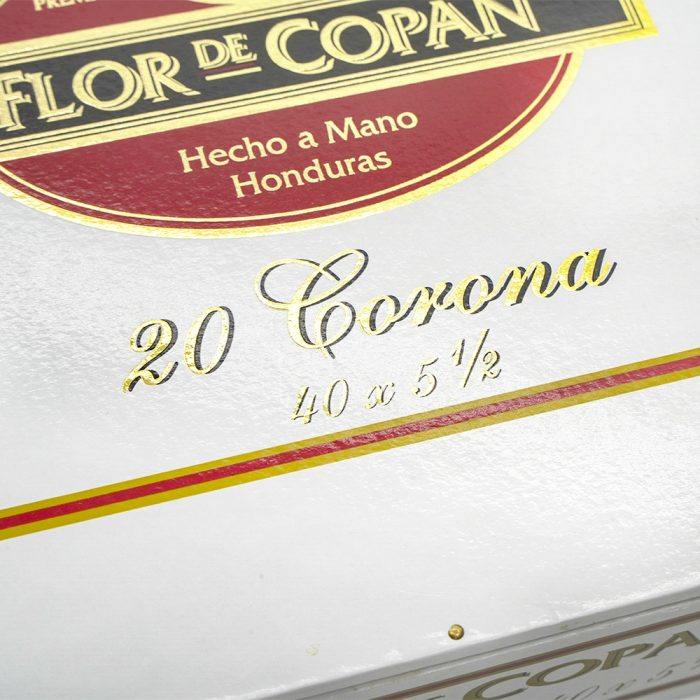 FLOR DE COPAN
Hecho a Mano
Honduras
20 Corona
40 x 5 ½